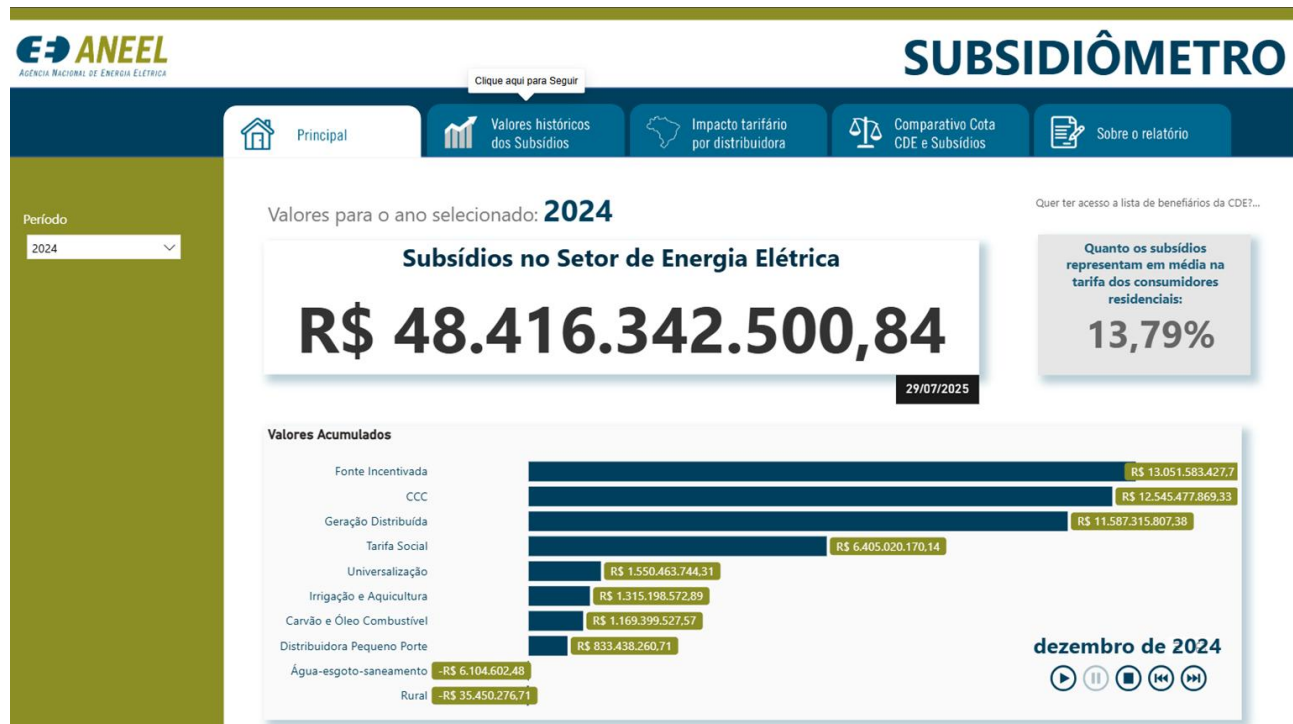 ANEEL
AGÊNCIA NACIONAL DE ENERGIA ELÉTRICA
SUBSIDIÔMETRO
Clique aqui para Seguir
Principal
Valores históricos
dos Subsídios
Impacto tarifário
por distribuidora
Comparativo Cota
CDE e Subsídios
Sobre o relatório
Período
2024
Valores para o ano selecionado: 2024
Quer ter acesso a lista de benefiários da CDE?...
Subsídios no Setor de Energia Elétrica
R$ 48.416.342.500,84
29/07/2025
Quanto os subsídios
representam em média na
tarifa dos consumidores
residenciais:
13,79%
Valores Acumulados
Fonte Incentivada R$ 13.051.583.427,7
CCC R$ 12.545.477.869,33
Geração Distribuída R$ 11.587.315.807,38
Tarifa Social R$ 6.405.020.170,14
Universalização R$ 1.550.463.744,31
Irrigação e Aquicultura R$ 1.315.198.572,89
Carvão e Óleo Combustível R$ 1.169.399.527,57
Distribuidora Pequeno Porte R$ 833.438.260,71
Água-esgoto-saneamento -R$ 6.104.602,48
Rural -R$ 35.450.276,71
dezembro de 2024